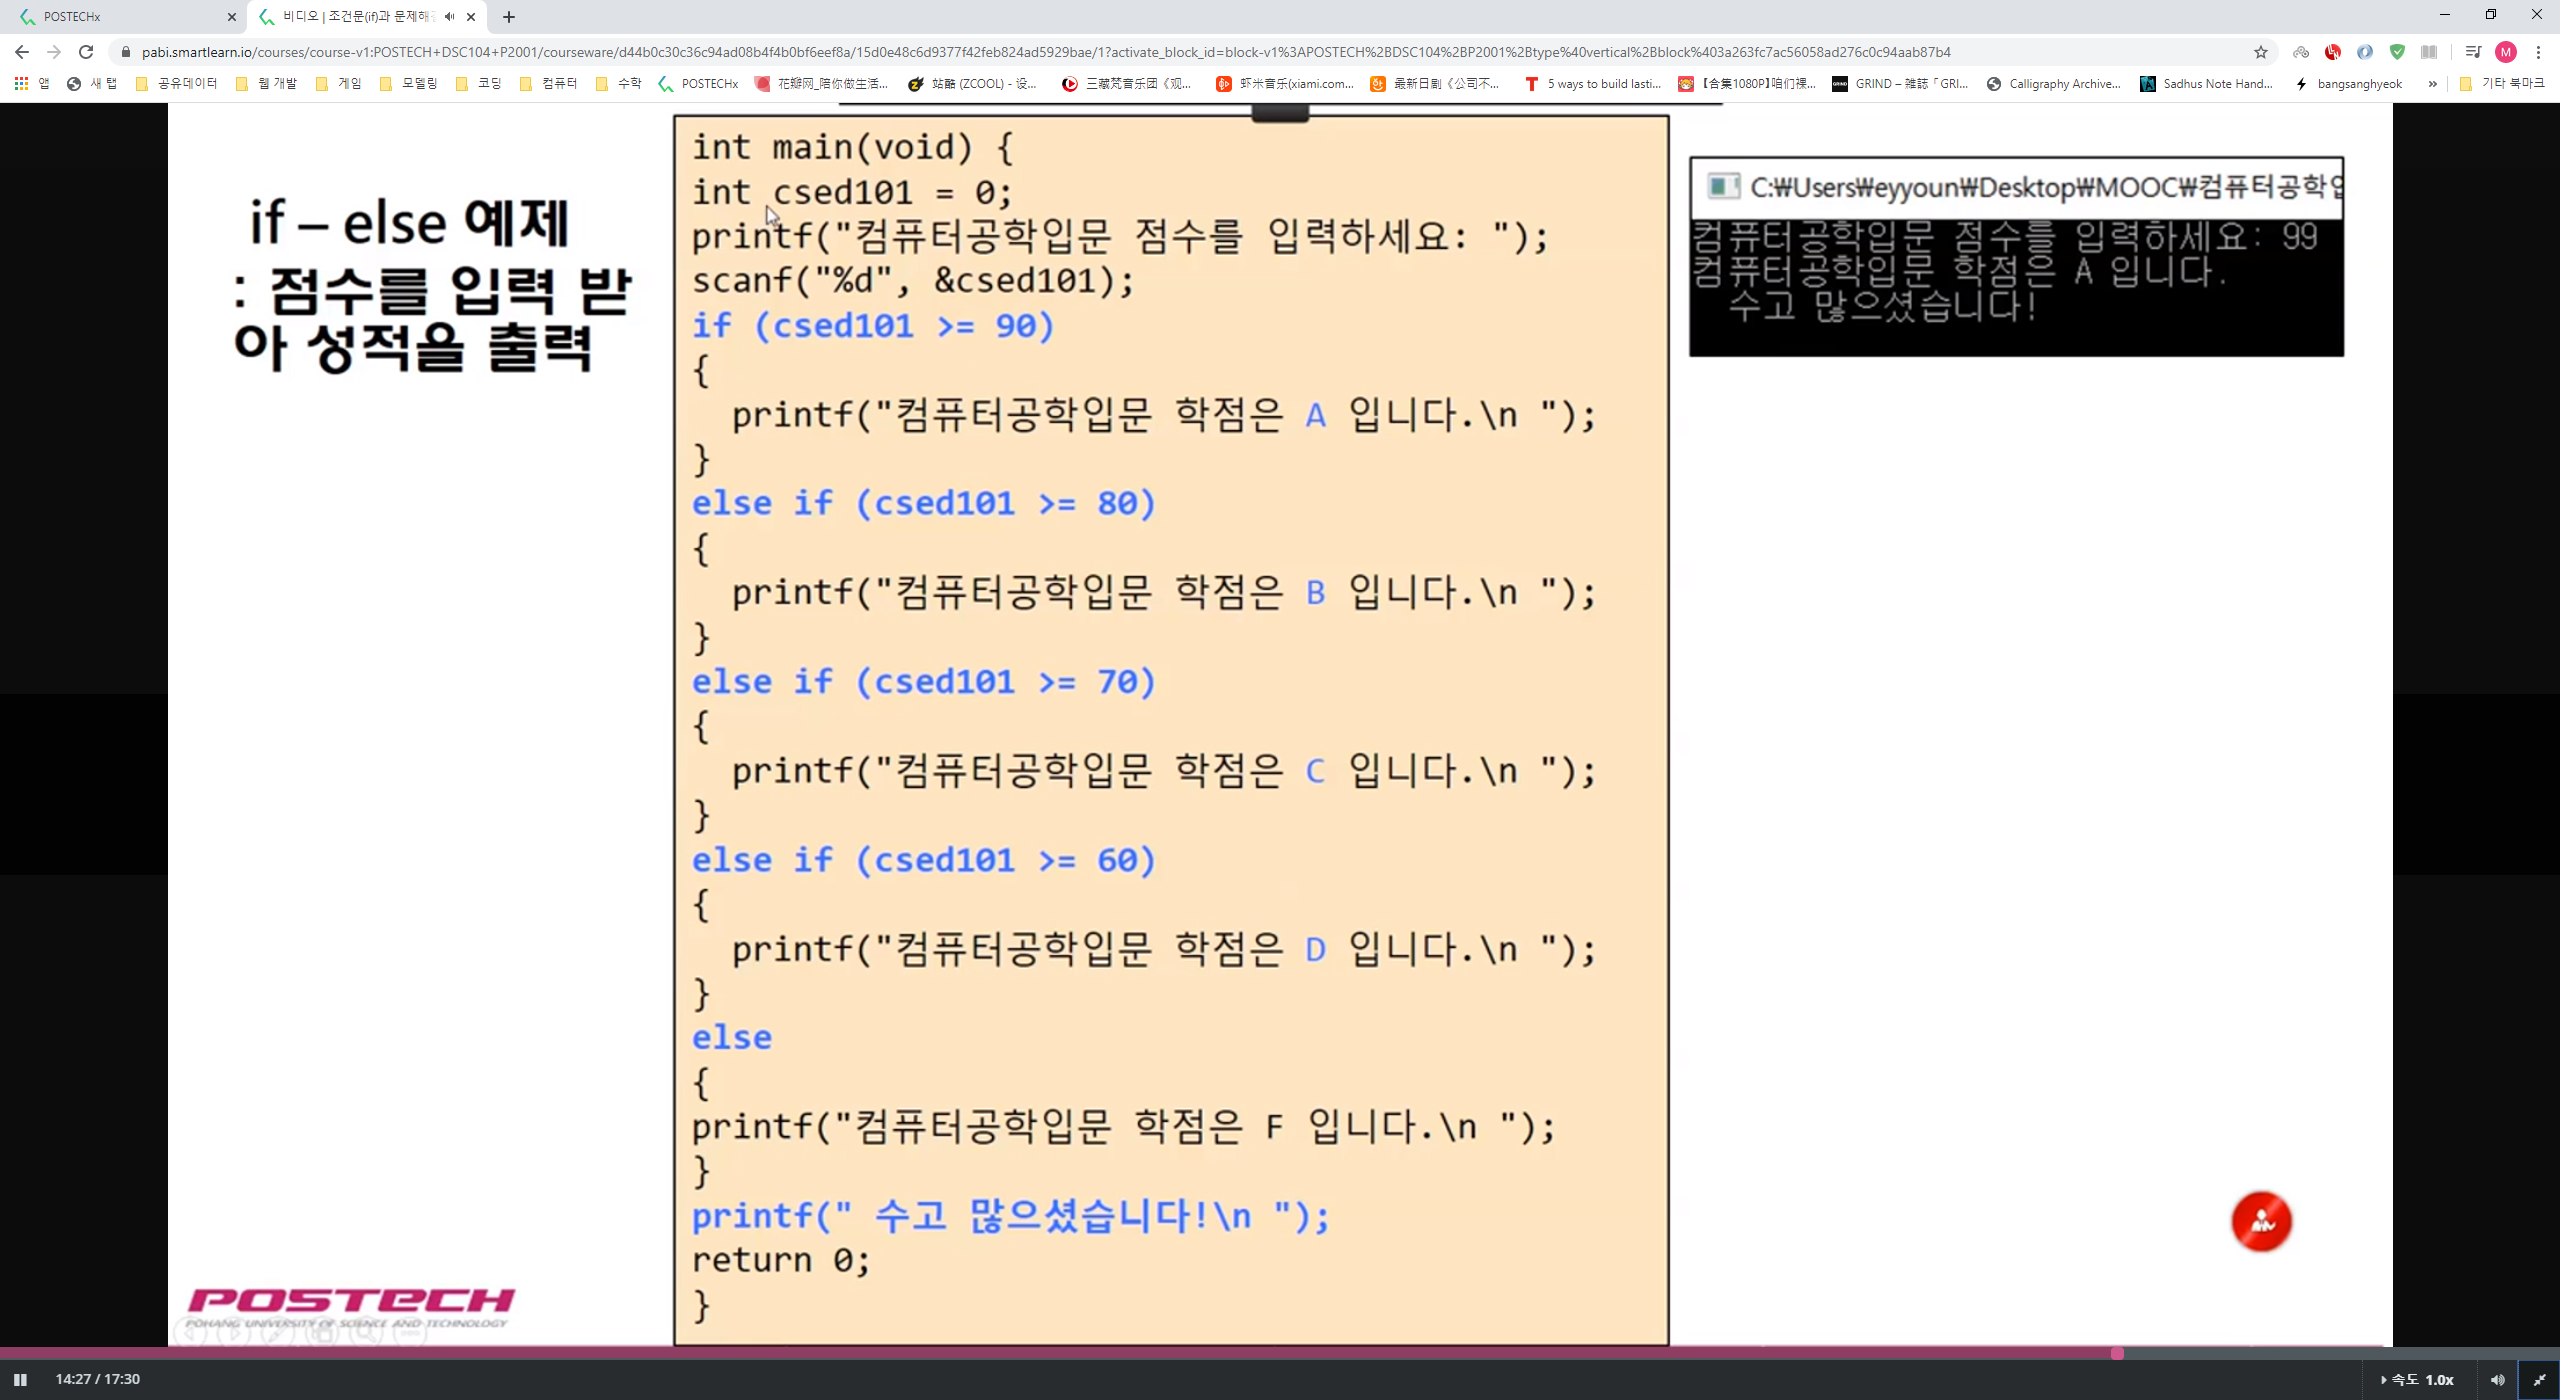 POSTECHx
비디오 | 조건문(if)과 문제해
pabi.smartlearn.io/courses/course-v1:POSTECH+DSC104+P2001/courseware/d44b0c30c36c94ad08b4f4b0bf6eef8a/15d0e48c6d9377f42feb824ad5929bae/1?activate_block_id=block-v1%3APOSTECH%2BDSC104%2BP2001%2Btype%40vertical%2Bblock%403a263fc7ac56058ad276c0c94aab87b4
앱 새 탭 공유데이터 웹 개발 게임 모델링 코딩 컴퓨터 수학 POSTECHx 花瓣网_陪你做生活... 站酷 (ZCOOL) - 设... 三藏梵音乐团《观... 虾米音乐(xiami.com... 最新日剧《公司不... 5 ways to build lasti... 【合集1080P】咱们裸... GRIND – 雑誌「GRI... Calligraphy Archive... Sadhus Note Hand... bangsanghyeok » 기타 북마크
if – else 예제
: 점수를 입력 받
아 성적을 출력
int main(void) {
int csed101 = 0;
printf("컴퓨터공학입문 점수를 입력하세요: ");
scanf("%d", &csed101);
if (csed101 >= 90)
{
printf("컴퓨터공학입문 학점은 A 입니다.\n ");
}
else if (csed101 >= 80)
{
printf("컴퓨터공학입문 학점은 B 입니다.\n ");
}
else if (csed101 >= 70)
{
printf("컴퓨터공학입문 학점은 C 입니다.\n ");
}
else if (csed101 >= 60)
{
printf("컴퓨터공학입문 학점은 D 입니다.\n ");
}
else
{
printf("컴퓨터공학입문 학점은 F 입니다.\n ");
}
printf(" 수고 많으셨습니다!\n ");
return 0;
}
C:₩Users₩eyyoun₩Desktop₩MOOC₩컴퓨터공학입
컴퓨터공학입문 점수를 입력하세요: 99
컴퓨터공학입문 학점은 A 입니다.
수고 많으셨습니다!
POSTECH
POHANG UNIVERSITY OF SCIENCE AND TECHNOLOGY
14:27 / 17:30
속도 1.0x